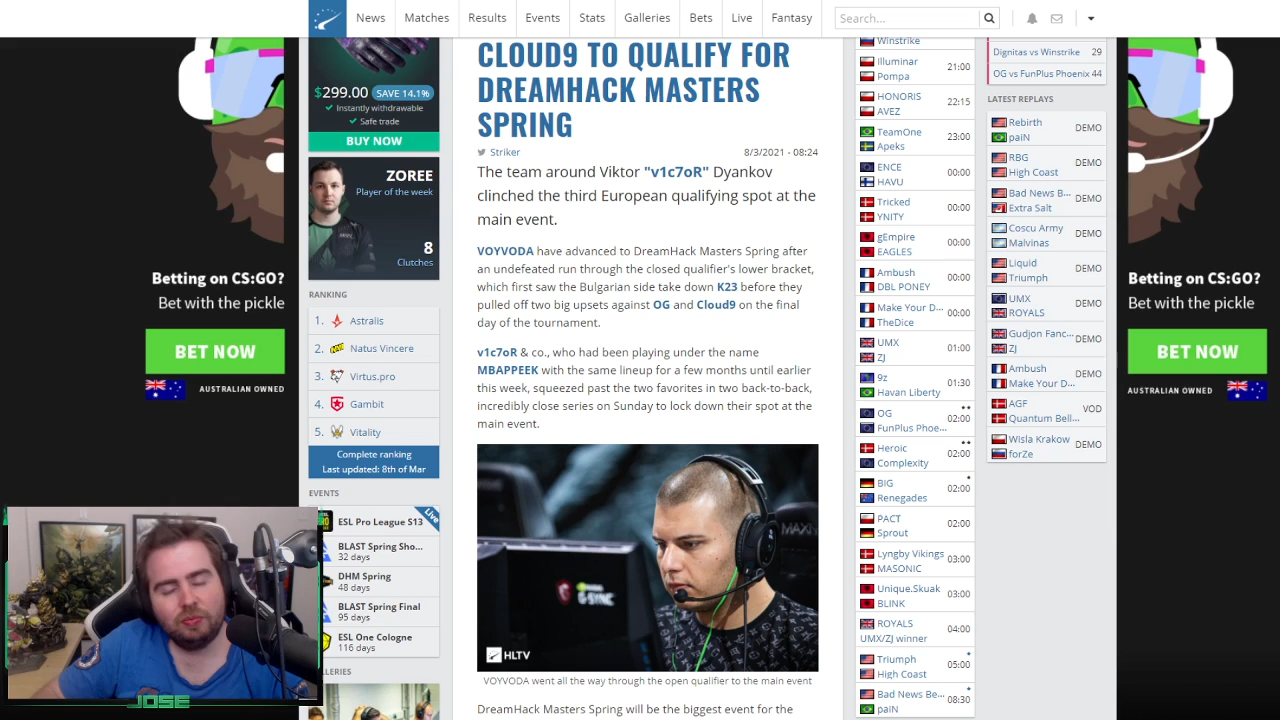 News
Matches
Results
Events
Stats
Galleries
Bets
Live
Fantasy
Search...
Betting on CS:GO?
Bet with the pickle
BET NOW
AUSTRALIAN OWNED
$299.00 SAVE 14.1%
Instantly withdrawable
Safe trade
BUY NOW
ZOREE
Player of the week
8
Clutches
RANKING
1. Astralis
2. Natus Vincere
3. Virtus.pro
4. Gambit
5. Vitality
Complete ranking
Last updated: 8th of Mar
EVENTS
ESL Pro League S13
Live
BLAST Spring Sho...
32 days
DHM Spring
48 days
BLAST Spring Final
95 days
ESL One Cologne
116 days
LLERIES
JOSE
CLOUD9 TO QUALIFY FOR
DREAMHACK MASTERS
SPRING
Striker 8/3/2021 - 08:24
The team around Viktor "v1c7oR" Dyankov
clinched the third European qualifying spot at the
main event.
VOYVODA have advanced to DreamHack Masters Spring after
an undefeated run through the closed qualifier's lower bracket,
which first saw the Bulgarian side take down K23 before they
pulled off two big upsets against OG and Cloud9 on the final
day of the tournament.
v1c7oR & co., who had been playing under the name
MBAPPEEK with the same lineup for a few months until earlier
this week, squeezed past the two favorites in two back-to-back,
incredibly close series on Sunday to lock down their spot at the
main event.
G-SYNC
HLTV
VOYVODA went all the way through the open qualifier to the main event
DreamHack Masters Spring will be the biggest event for the
Winstrike
Illuminar
Pompa
21:00
HONORIS
AVEZ
22:15
TeamOne
Apeks
23:00
ENCE
HAVU
00:00
Tricked
YNITY
00:00
gEmpire
EAGLES
00:00
Ambush
DBL PONEY
00:00
Make Your D...
TheDice
00:00
UMX
ZJ
01:00
9z
Havan Liberty
01:30
OG
FunPlus Phoe...
02:00
Heroic
Complexity
02:00
BIG
Renegades
02:00
PACT
Sprout
02:00
Lyngby Vikings
MASONIC
03:00
Unique.Skuak
BLINK
03:00
ROYALS
UMX/ZJ winner
04:00
Triumph
High Coast
05:00
Bad News Be...
paiN
08:30
Dignitas vs Winstrike 29
OG vs FunPlus Phoenix 44
LATEST REPLAYS
Rebirth
paiN
DEMO
RBG
High Coast
DEMO
Bad News B...
Extra Salt
DEMO
Coscu Army
Malvinas
DEMO
Liquid
Triumph
DEMO
UMX
ROYALS
DEMO
Gudjon Fanc...
ZJ
DEMO
Ambush
Make Your D...
DEMO
AGF
Quantum Bell...
VOD
Wisla Krakow
forZe
DEMO
Betting on CS:GO?
Bet with the pickle
BET NOW
AUSTRALIAN OWNED